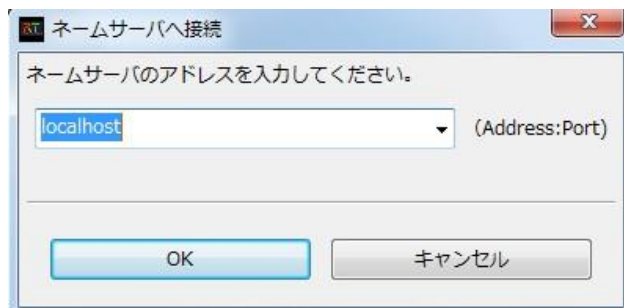 RT ネームサーバへ接続
ネームサーバのアドレスを入力してください。
localhost (Address:Port)
OK キャンセル